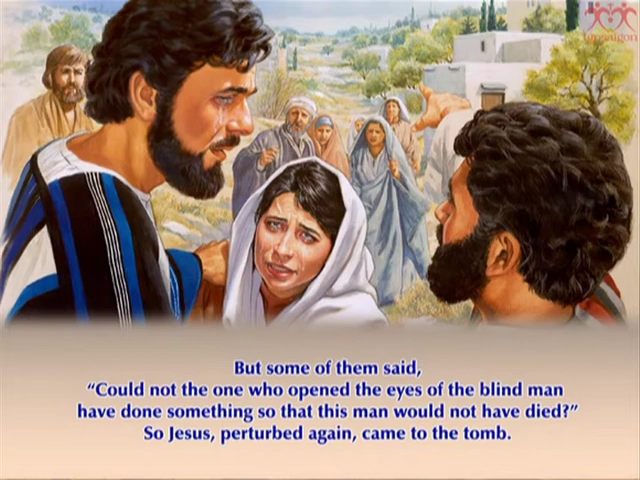 tgpsaigon
But some of them said,
“Could not the one who opened the eyes of the blind man
have done something so that this man would not have died?”
So Jesus, perturbed again, came to the tomb.